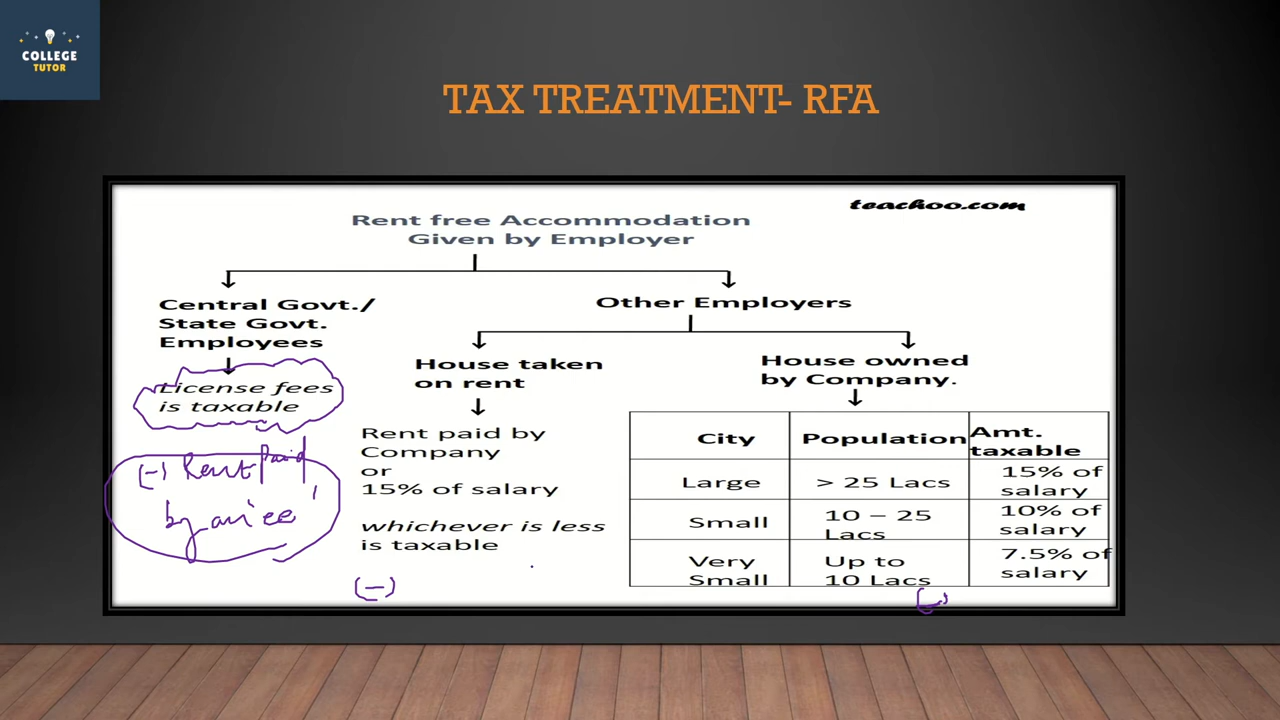 COLLEGE
TUTOR
TAX TREATMENT- RFA
teachoo.com
Rent free Accommodation
Given by Employer
Central Govt./
State Govt.
Employees
License fees
is taxable
(-) Rent Paid
by
Other Employers
House taken
on rent
Rent paid by
Company
or
15% of salary
whichever is less
is taxable
(-)
House owned
by Company.
City Population Amt. taxable
Large > 25 Lacs 15% of salary
Small 10 – 25 Lacs 10% of salary
Very Small Up to 10 Lacs 7.5% of salary
(-)